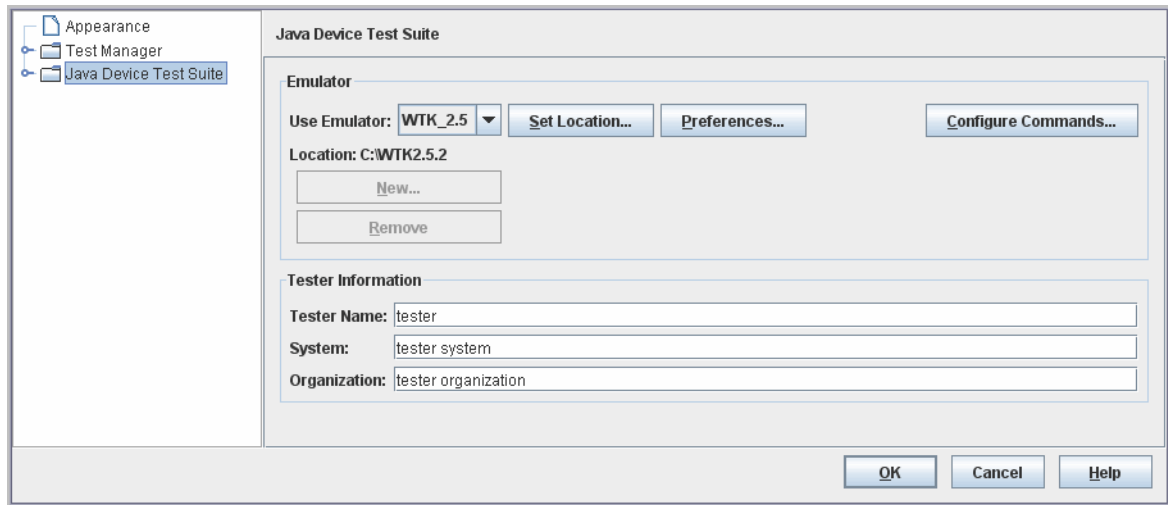 Appearance
Test Manager
Java Device Test Suite
Java Device Test Suite
Emulator
Use Emulator: WTK_2.5 Set Location... Preferences... Configure Commands...
Location: C:\WTK2.5.2
New...
Remove
Tester Information
Tester Name: tester
System: tester system
Organization: tester organization
OK Cancel Help